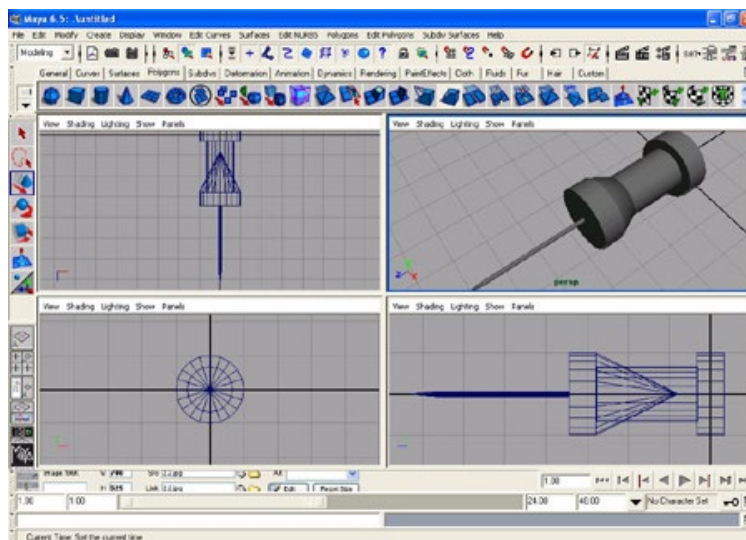 Maya 6.5: .\untitled
File Edit Modify Create Display Window Edit Curves Surfaces Edit NURBS Polygons Edit Polygons Subdiv Surfaces Help
Modeling
General Curves Surfaces Polygons Subdivs Deformation Animation Dynamics Rendering PaintEffects Cloth Fluids Fur Hair Custom
View Shading Lighting Show Panels
View Shading Lighting Show Panels
persp
View Shading Lighting Show Panels
View Shading Lighting Show Panels
1.00
Edit Reset Size
1.00 1.00 24.00 48.00 No Character Set
Current Time: Set the current time